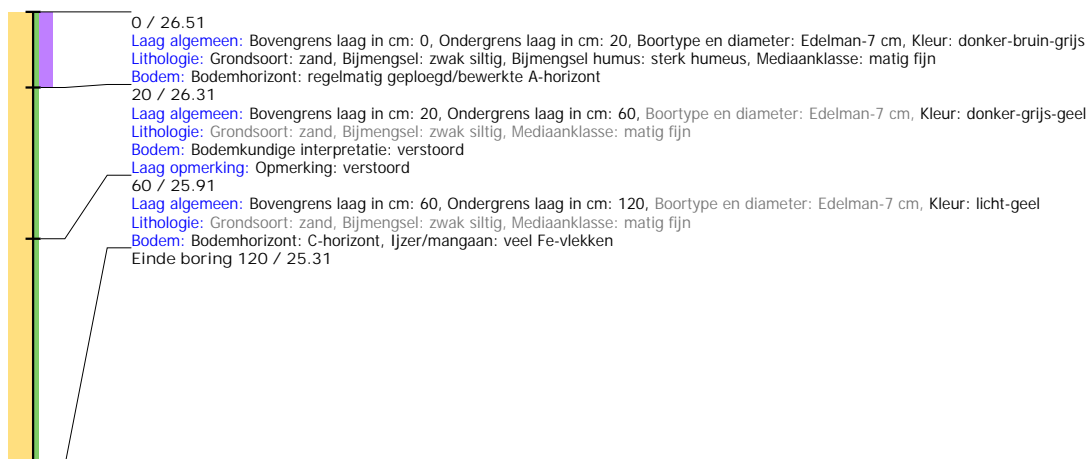 0 / 26.51
Laag algemeen: Bovengrens laag in cm: 0, Ondergrens laag in cm: 20, Boortype en diameter: Edelman-7 cm, Kleur: donker-bruin-grijs
Lithologie: Grondsoort: zand, Bijmengsel: zwak siltig, Bijmengsel humus: sterk humeus, Mediaanklasse: matig fijn
Bodem: Bodemhorizont: regelmatig geploegd/bewerkte A-horizont
20 / 26.31
Laag algemeen: Bovengrens laag in cm: 20, Ondergrens laag in cm: 60, Boortype en diameter: Edelman-7 cm, Kleur: donker-grijs-geel
Lithologie: Grondsoort: zand, Bijmengsel: zwak siltig, Mediaanklasse: matig fijn
Bodem: Bodemkundige interpretatie: verstoord
Laag opmerking: Opmerking: verstoord
60 / 25.91
Laag algemeen: Bovengrens laag in cm: 60, Ondergrens laag in cm: 120, Boortype en diameter: Edelman-7 cm, Kleur: licht-geel
Lithologie: Grondsoort: zand, Bijmengsel: zwak siltig, Mediaanklasse: matig fijn
Bodem: Bodemhorizont: C-horizont, Ijzer/mangaan: veel Fe-vlekken
Einde boring 120 / 25.31